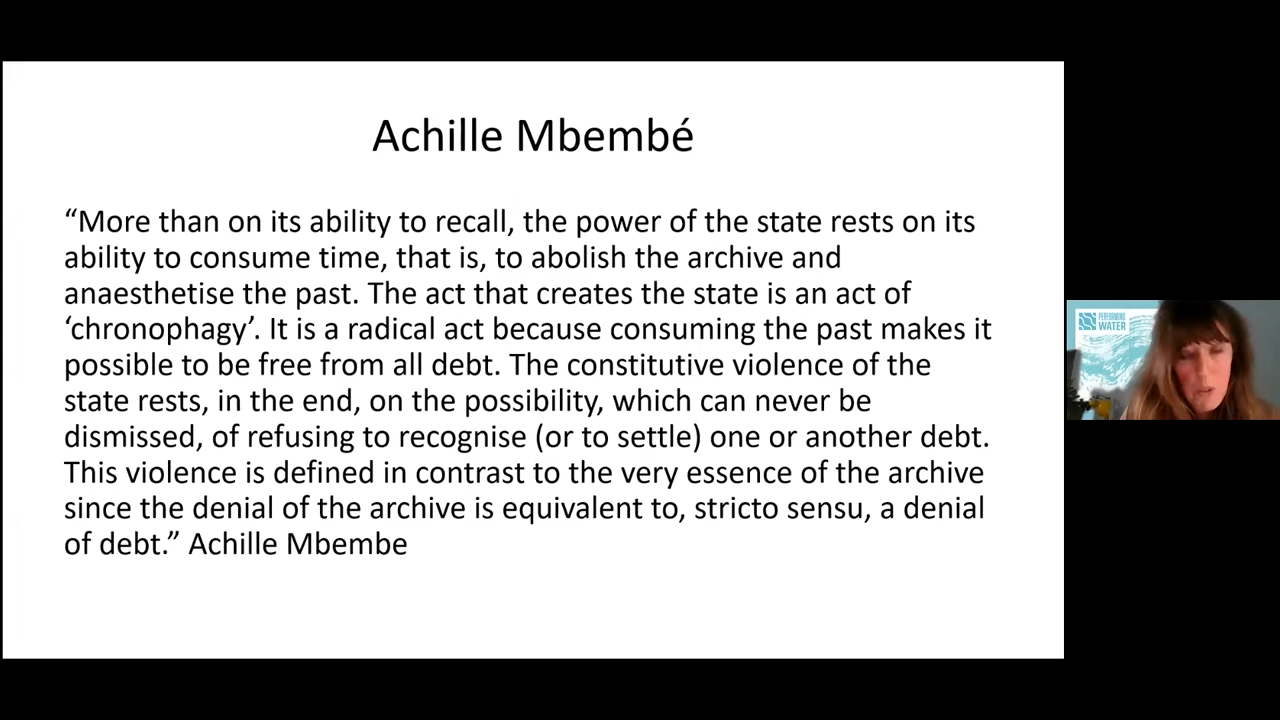 Achille Mbembé
“More than on its ability to recall, the power of the state rests on its
ability to consume time, that is, to abolish the archive and
anaesthetise the past. The act that creates the state is an act of
‘chronophagy’. It is a radical act because consuming the past makes it
possible to be free from all debt. The constitutive violence of the
state rests, in the end, on the possibility, which can never be
dismissed, of refusing to recognise (or to settle) one or another debt.
This violence is defined in contrast to the very essence of the archive
since the denial of the archive is equivalent to, stricto sensu, a denial
of debt.” Achille Mbembe
PERFORMING
WATER